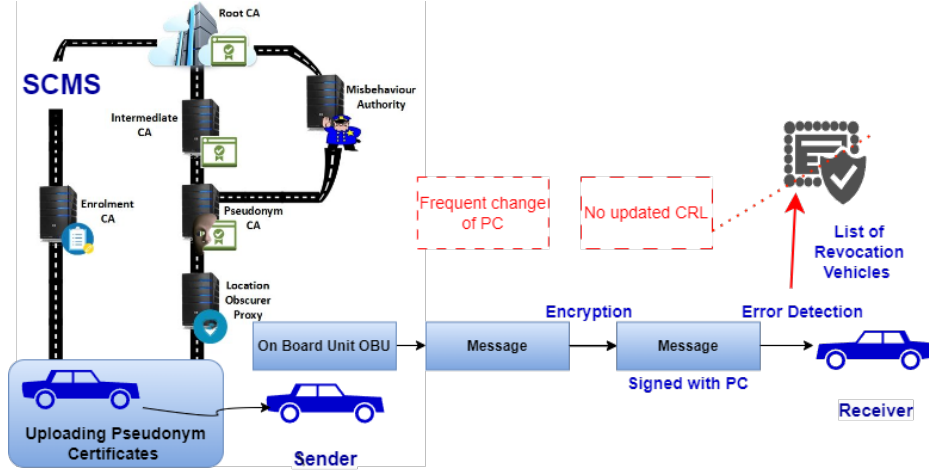 Root CA
SCMS
Misbehaviour
Authority
Intermediate
CA
Enrolment
CA
Pseudonym
CA
Location
Obscurer
Proxy
Frequent change
of PC
No updated CRL
List of
Revocation
Vehicles
Encryption
Error Detection
On Board Unit OBU
Message
Message
Signed with PC
Uploading Pseudonym
Certificates
Sender
Receiver